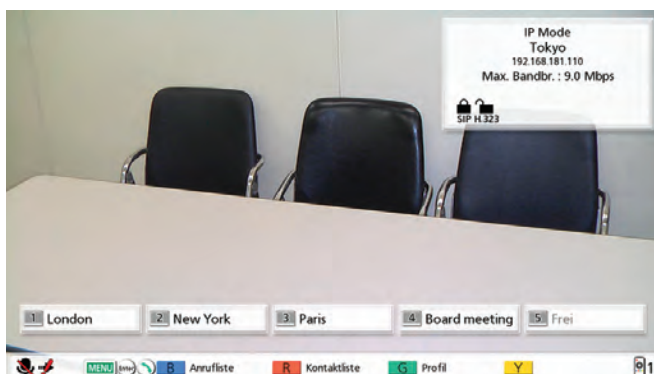 IP Mode
Tokyo
192.168.181.110
Max. Bandbr. : 9.0 Mbps
SIP H.323
1 London
2 New York
3 Paris
4 Board meeting
5 Frei
MENU Enter B Anrufliste R Kontaktliste G Profil Y 1